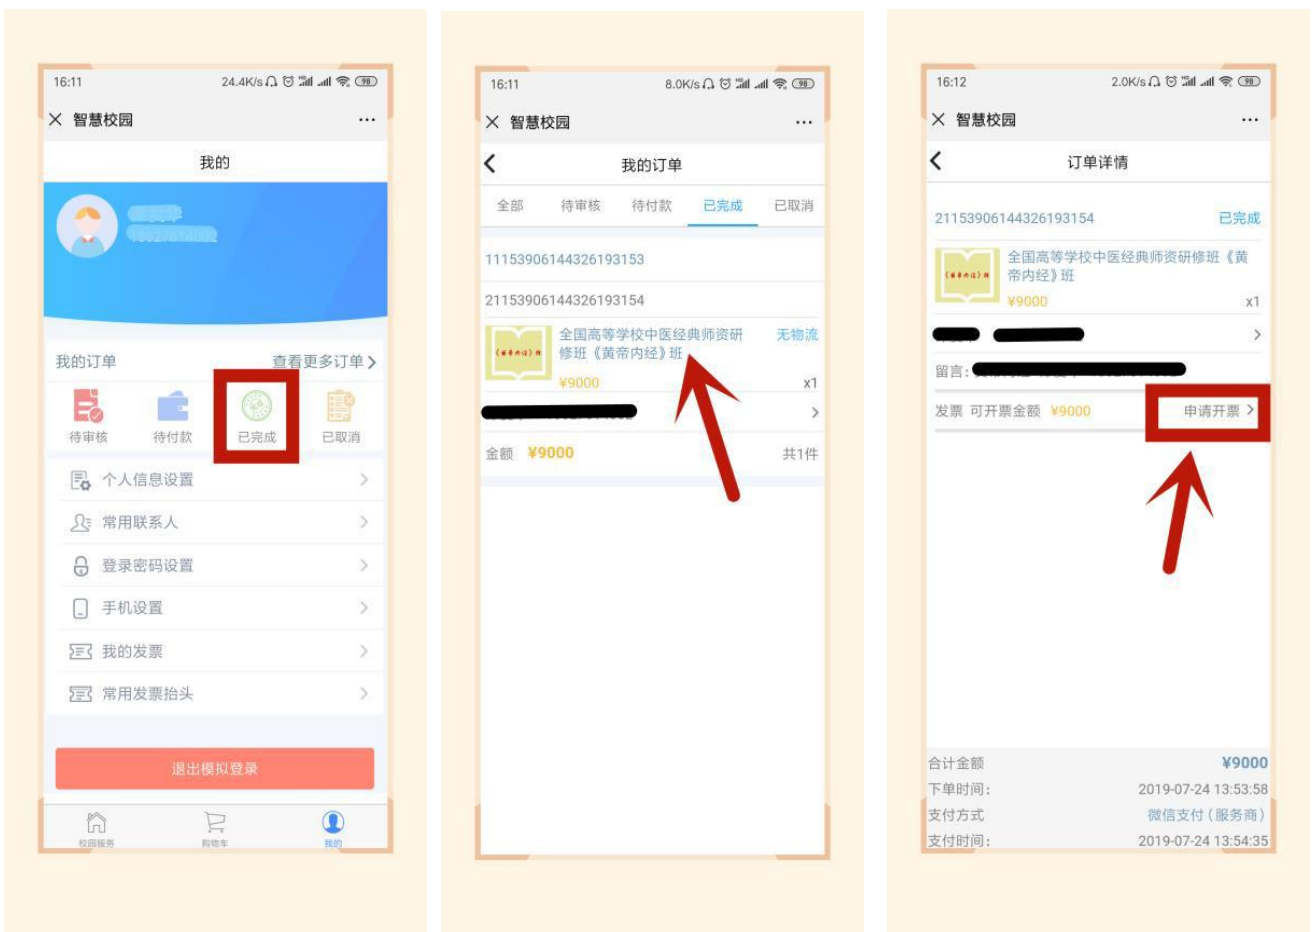 16:11
24.4K/s
98
智慧校园
我的
我的订单
查看更多订单
待审核
待付款
已完成
已取消
个人信息设置
常用联系人
登录密码设置
手机设置
我的发票
常用发票抬头
退出模拟登录
校园服务
购物车
我的
16:11
8.0K/s
98
智慧校园
我的订单
全部
待审核
待付款
已完成
已取消
11153906144326193153
21153906144326193154
全国高等学校中医经典师资研
修班《黄帝内经》班
无物流
¥9000
x1
金额 ¥9000
共1件
16:12
2.0K/s
98
智慧校园
订单详情
21153906144326193154
已完成
全国高等学校中医经典师资研修班《黄
帝内经》班
¥9000
x1
留言:
发票 可开票金额 ¥9000
申请开票
合计金额
¥9000
下单时间:
2019-07-24 13:53:58
支付方式
微信支付(服务商)
支付时间:
2019-07-24 13:54:35